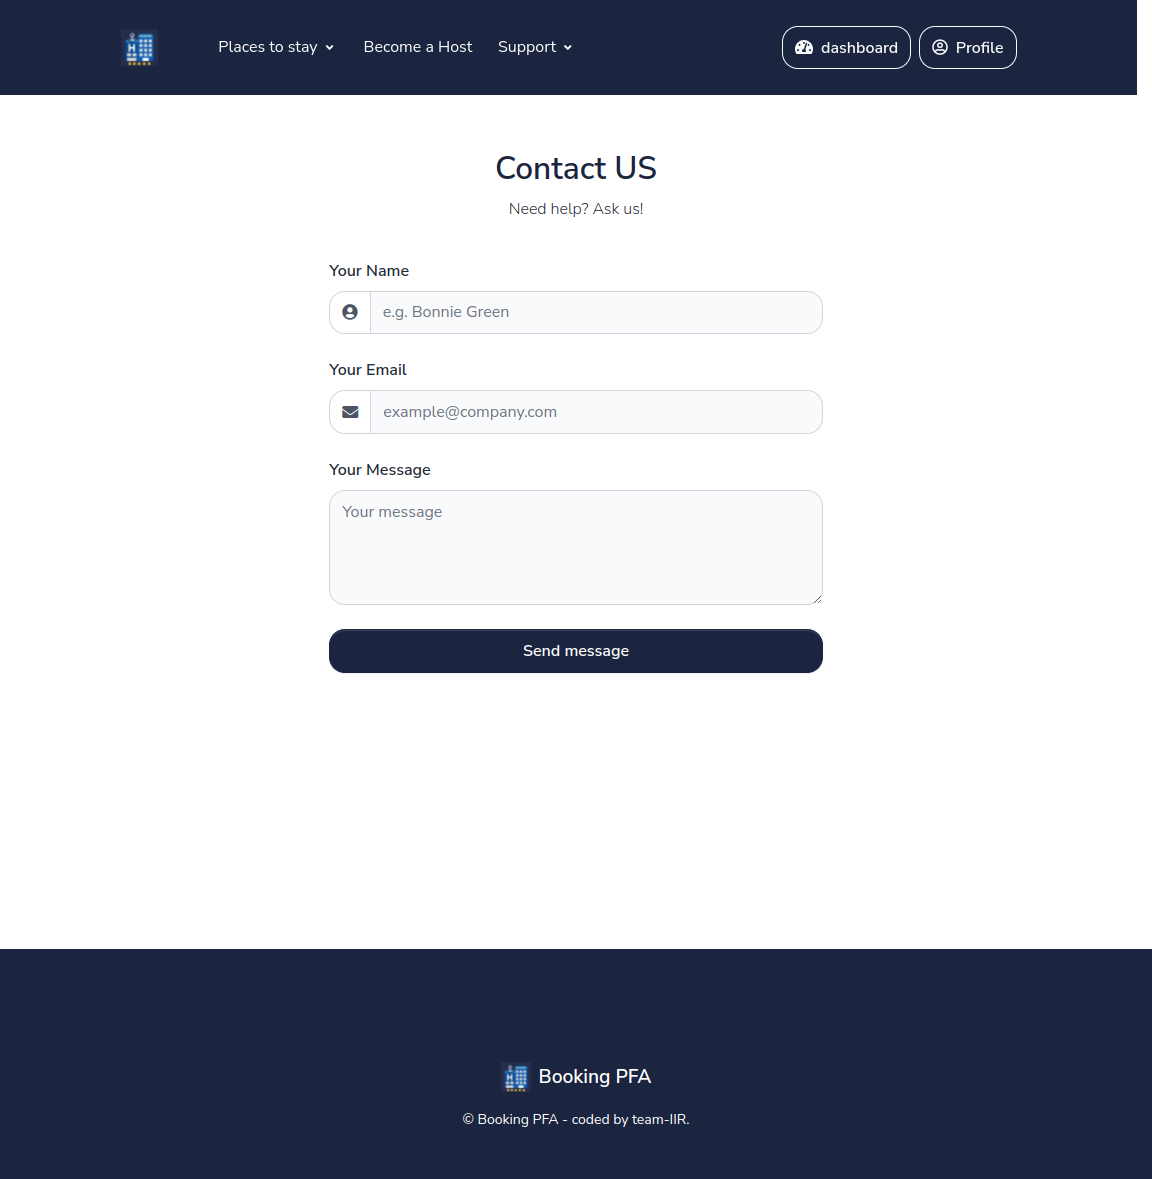 Places to stay Become a Host Support dashboard Profile
Contact US
Need help? Ask us!
Your Name
e.g. Bonnie Green
Your Email
example@company.com
Your Message
Your message
Send message
Booking PFA
© Booking PFA - coded by team-IIR.